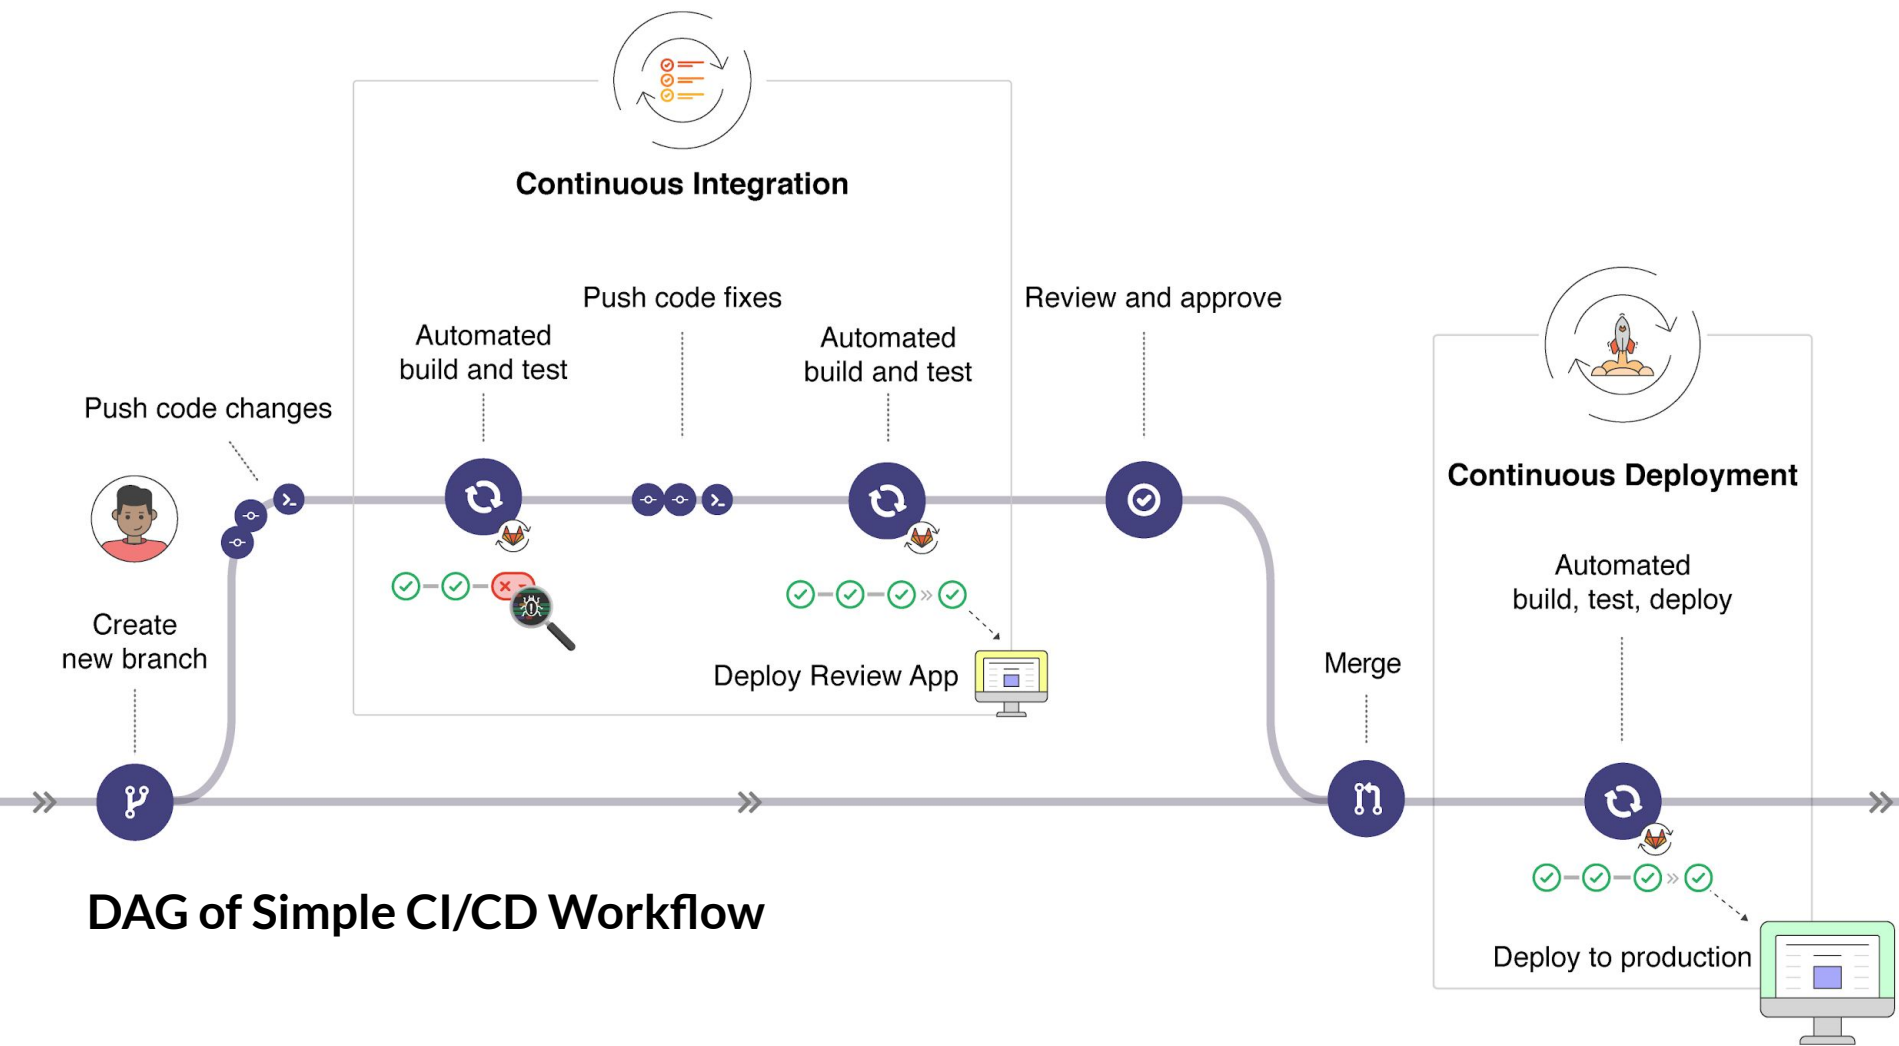 Continuous Integration
Push code fixes
Review and approve
Automated
build and test
Automated
build and test
Push code changes
Continuous Deployment
Automated
build, test, deploy
Create
new branch
Deploy Review App
Merge
DAG of Simple CI/CD Workflow
Deploy to production